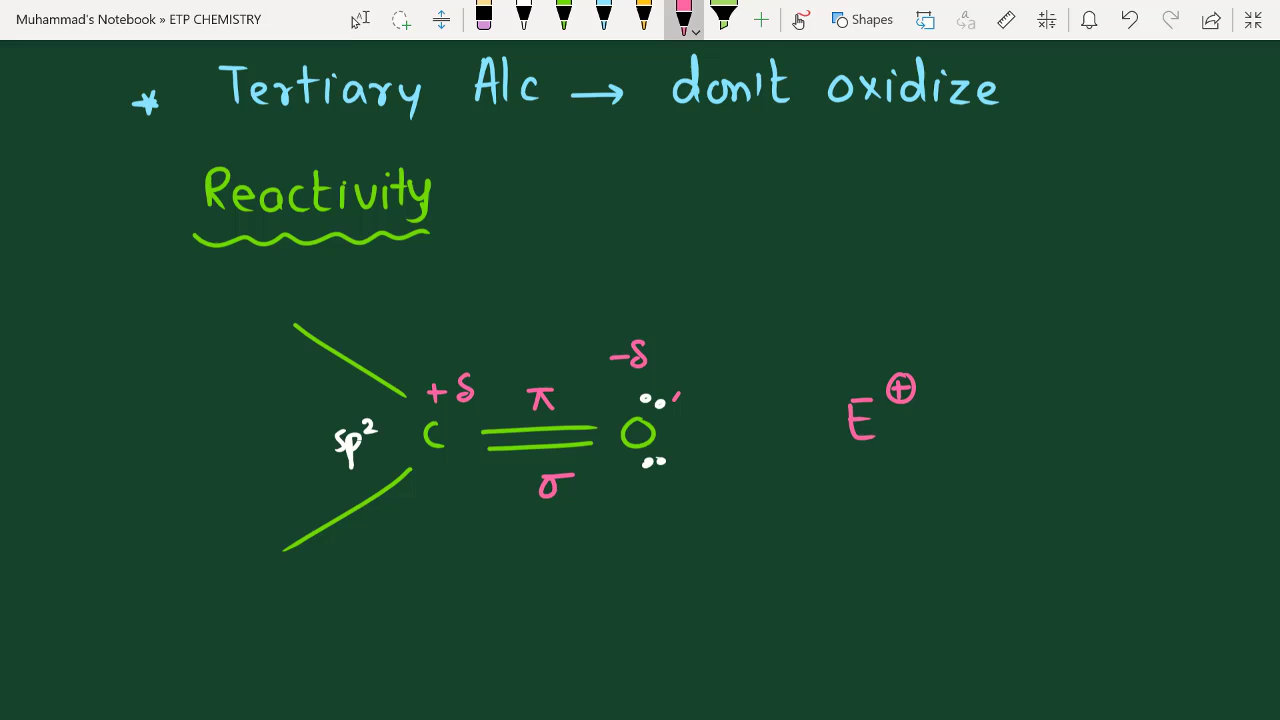 Muhammad's Notebook » ETP CHEMISTRY
Shapes
* Tertiary Alc → don't oxidize
Reactivity
-δ
+δ π
E⊕
sp² C O
σ